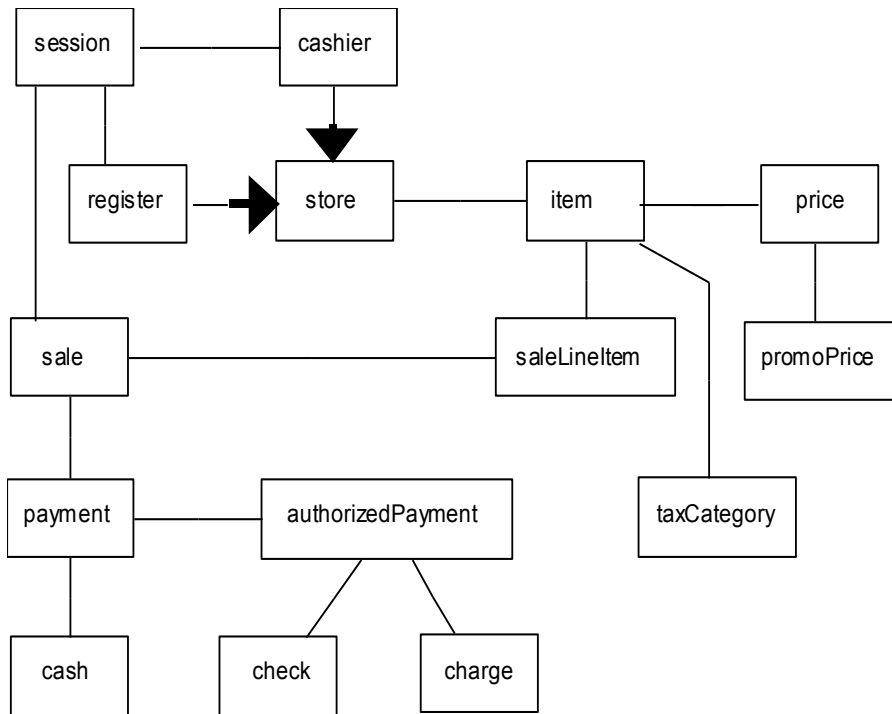 session
cashier
register
store
item
price
sale
saleLineItem
promoPrice
payment
authorizedPayment
taxCategory
cash
check
charge